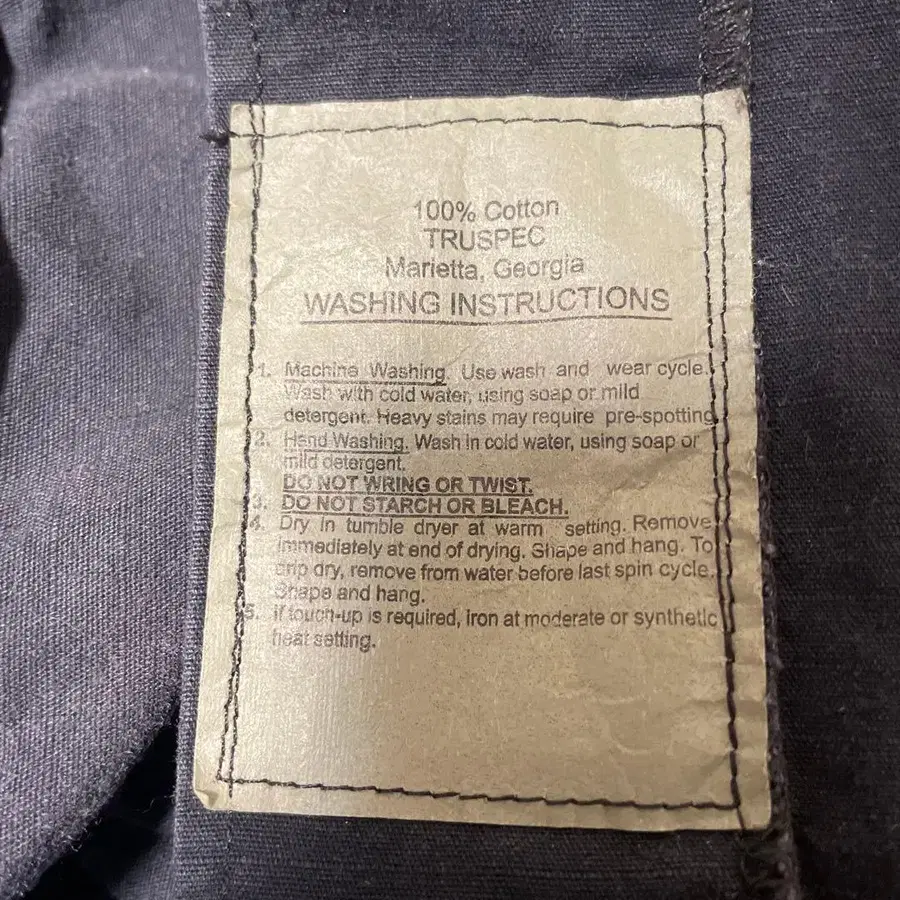 100% Cotton
TRUSPEC
Marietta, Georgia
WASHING INSTRUCTIONS
1. Machine Washing. Use wash and wear cycle.
Wash with cold water, using soap or mild
detergent. Heavy stains may require pre-spotting
2. Hand Washing. Wash in cold water, using soap or
mild detergent.
DO NOT WRING OR TWIST.
3. DO NOT STARCH OR BLEACH.
4. Dry in tumble dryer at warm setting. Remove
immediately at end of drying. Shape and hang. To
drip dry, remove from water before last spin cycle.
Shape and hang.
5. If touch-up is required, iron at moderate or synthetic
heat setting.